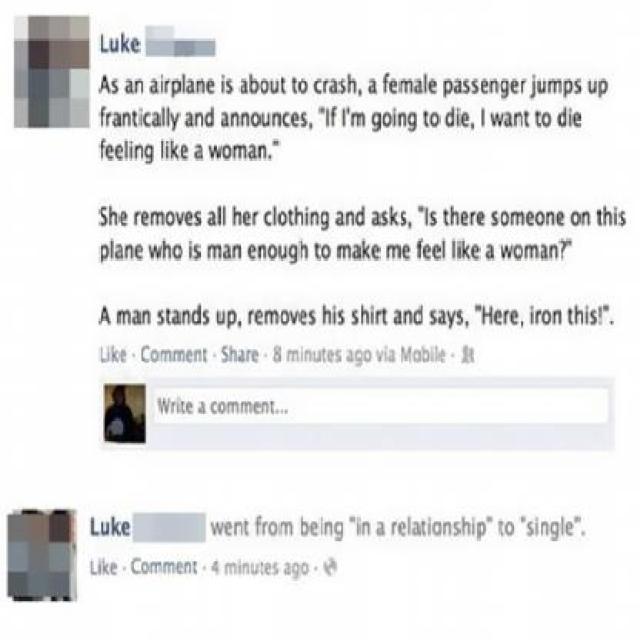 Luke
As an airplane is about to crash, a female passenger jumps up
frantically and announces, "If I'm going to die, I want to die
feeling like a woman."
She removes all her clothing and asks, "Is there someone on this
plane who is man enough to make me feel like a woman?"
A man stands up, removes his shirt and says, "Here, iron this!".
Like · Comment · Share · 8 minutes ago via Mobile ·
Write a comment...
Luke went from being "in a relationship" to "single".
Like · Comment · 4 minutes ago ·